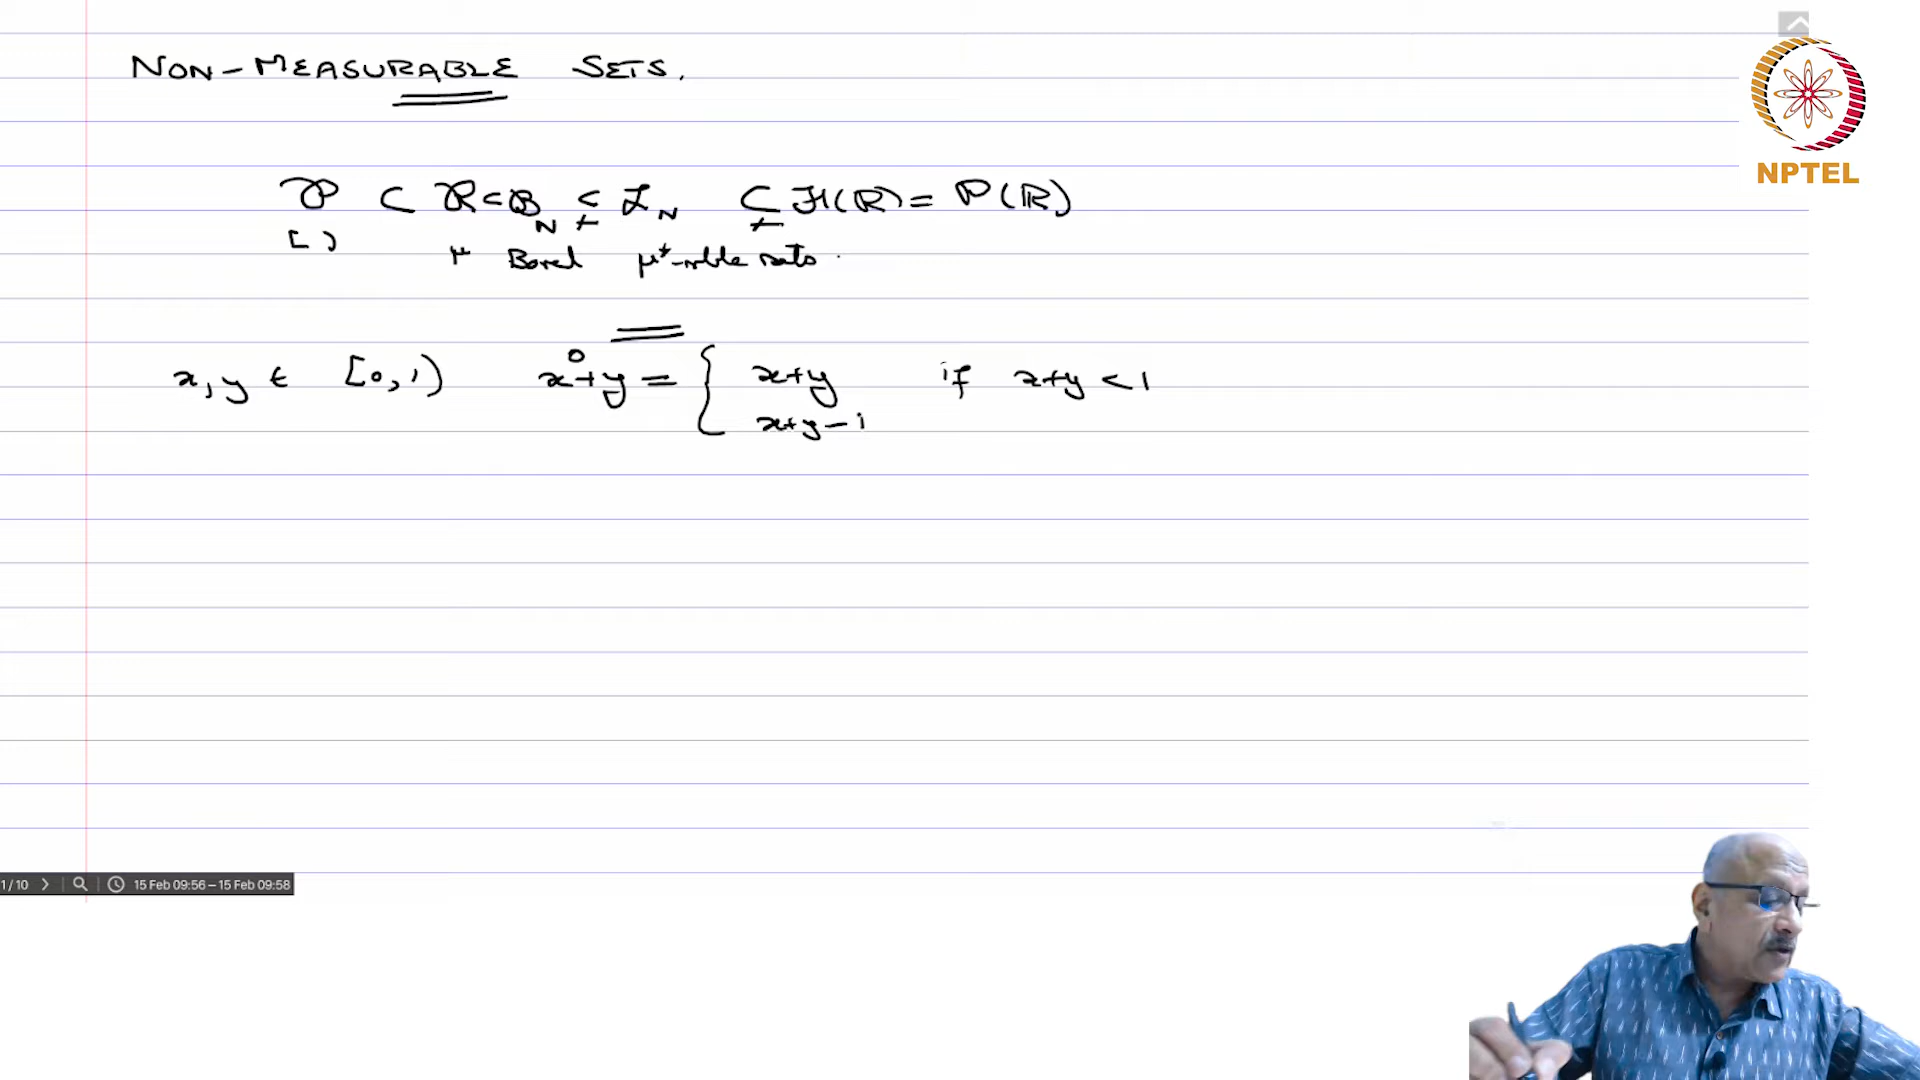 NON-MEASURABLE SETS.
NPTEL
𝒫 ⊂ ℛ ⊂ ℬ_N ⊊ ℒ_N ⊊ ℋ(ℝ) = 𝒫(ℝ)
[ ) μ Borel μ*-mble sets.
x, y ∈ [0,1) x +° y = { x+y if x+y < 1
x+y-1
1/10 15 Feb 09:56 – 15 Feb 09:58